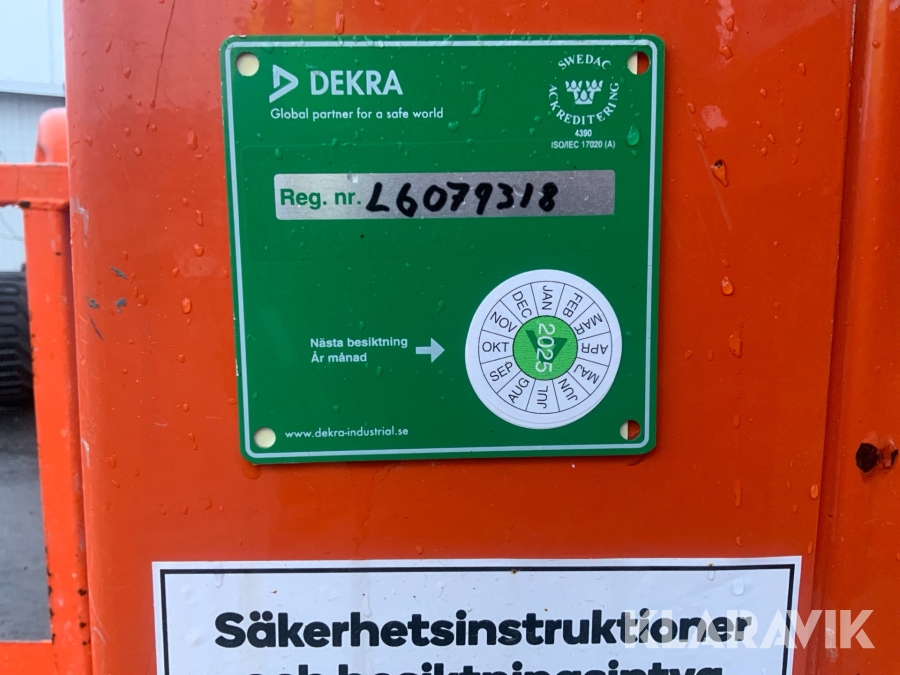 DEKRA
Global partner for a safe world
SWEDAC
ACKREDITERING
4390
ISO/IEC 17020 (A)
Reg. nr. L6079318
Nästa besiktning
År månad
JAN
FEB
MAR
APR
MAJ
JUN
JUL
AUG
SEP
OKT
NOV
DEC
2025
www.dekra-industrial.se
Säkerhetsinstruktioner
och besiktningsintyg
KLARAVIK